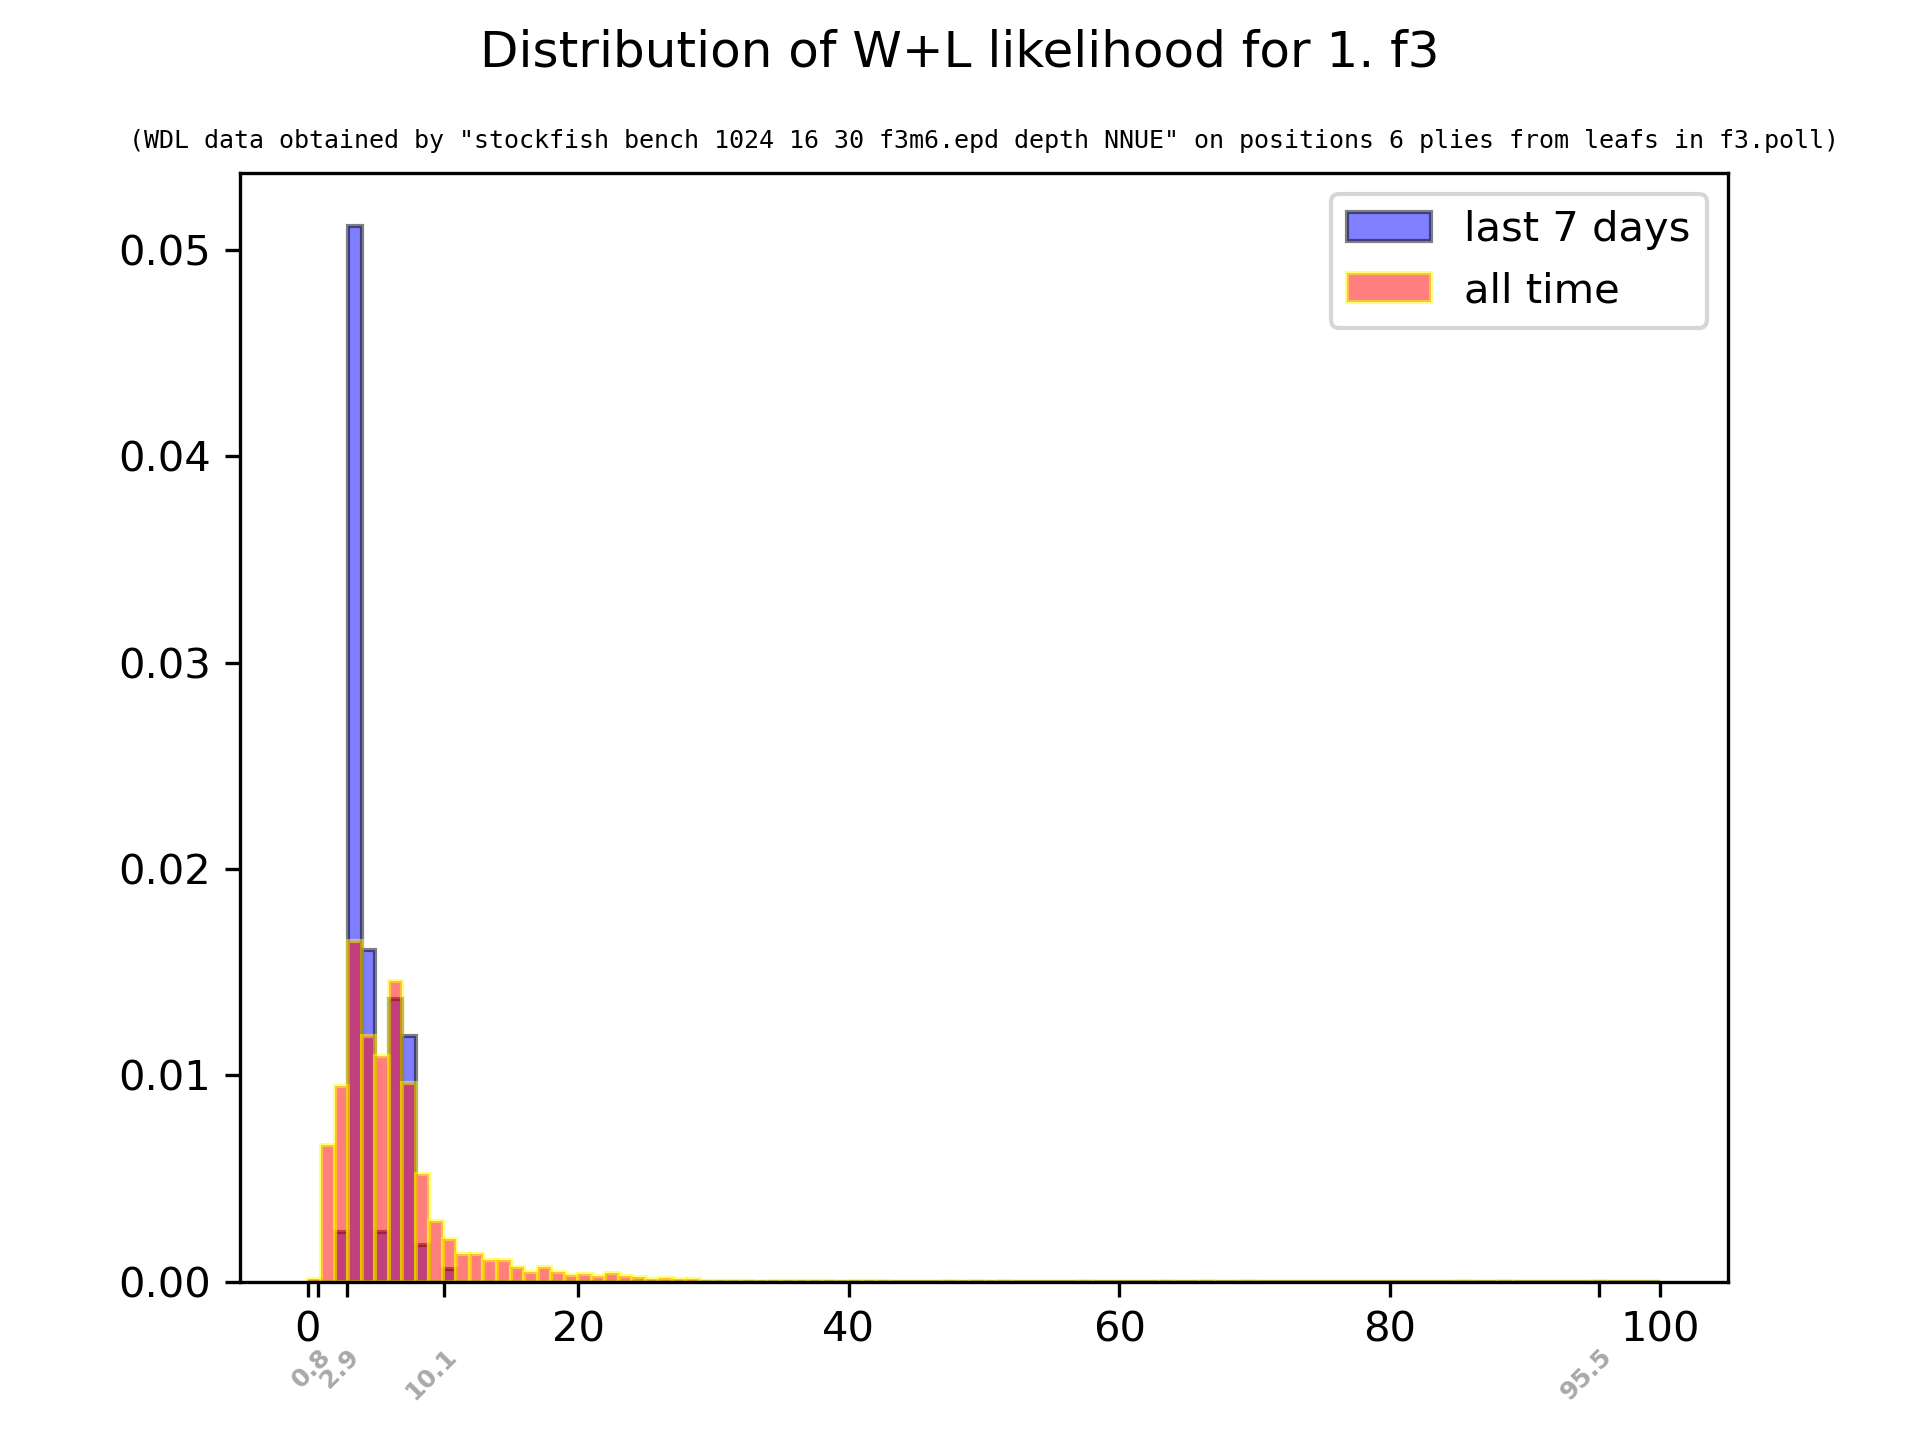 Distribution of W+L likelihood for 1. f3
(WDL data obtained by "stockfish bench 1024 16 30 f3m6.epd depth NNUE" on positions 6 plies from leafs in f3.poll)
last 7 days
all time
0.05
0.04
0.03
0.02
0.01
0.00
0 20 40 60 80 100
0.8 2.9 10.1 95.5